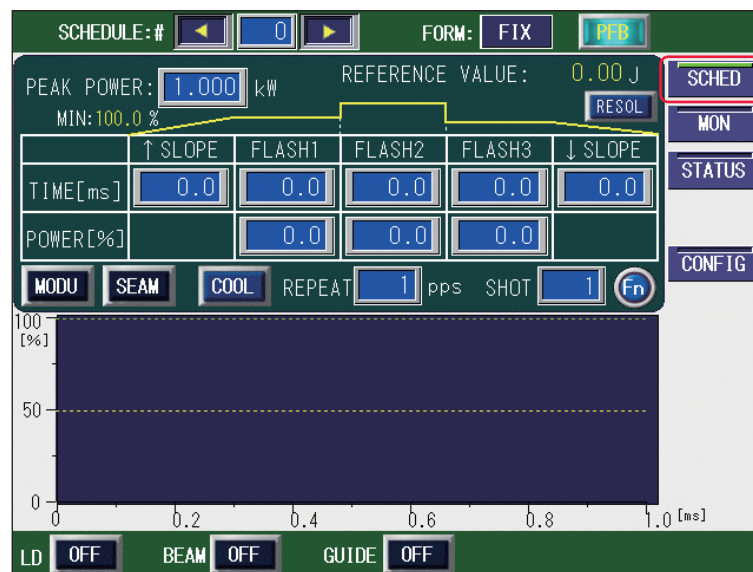 SCHEDULE:# 0 FORM: FIX PFB
PEAK POWER: 1.000 kW REFERENCE VALUE: 0.00 J
MIN:100.0 % RESOL
↑ SLOPE FLASH1 FLASH2 FLASH3 ↓ SLOPE
TIME[ms] 0.0 0.0 0.0 0.0 0.0
POWER[%] 0.0 0.0 0.0
MODU SEAM COOL REPEAT 1 pps SHOT 1 Fn
SCHED
MON
STATUS
CONFIG
100
[%]
50
0
0 0.2 0.4 0.6 0.8 1.0 [ms]
LD OFF BEAM OFF GUIDE OFF